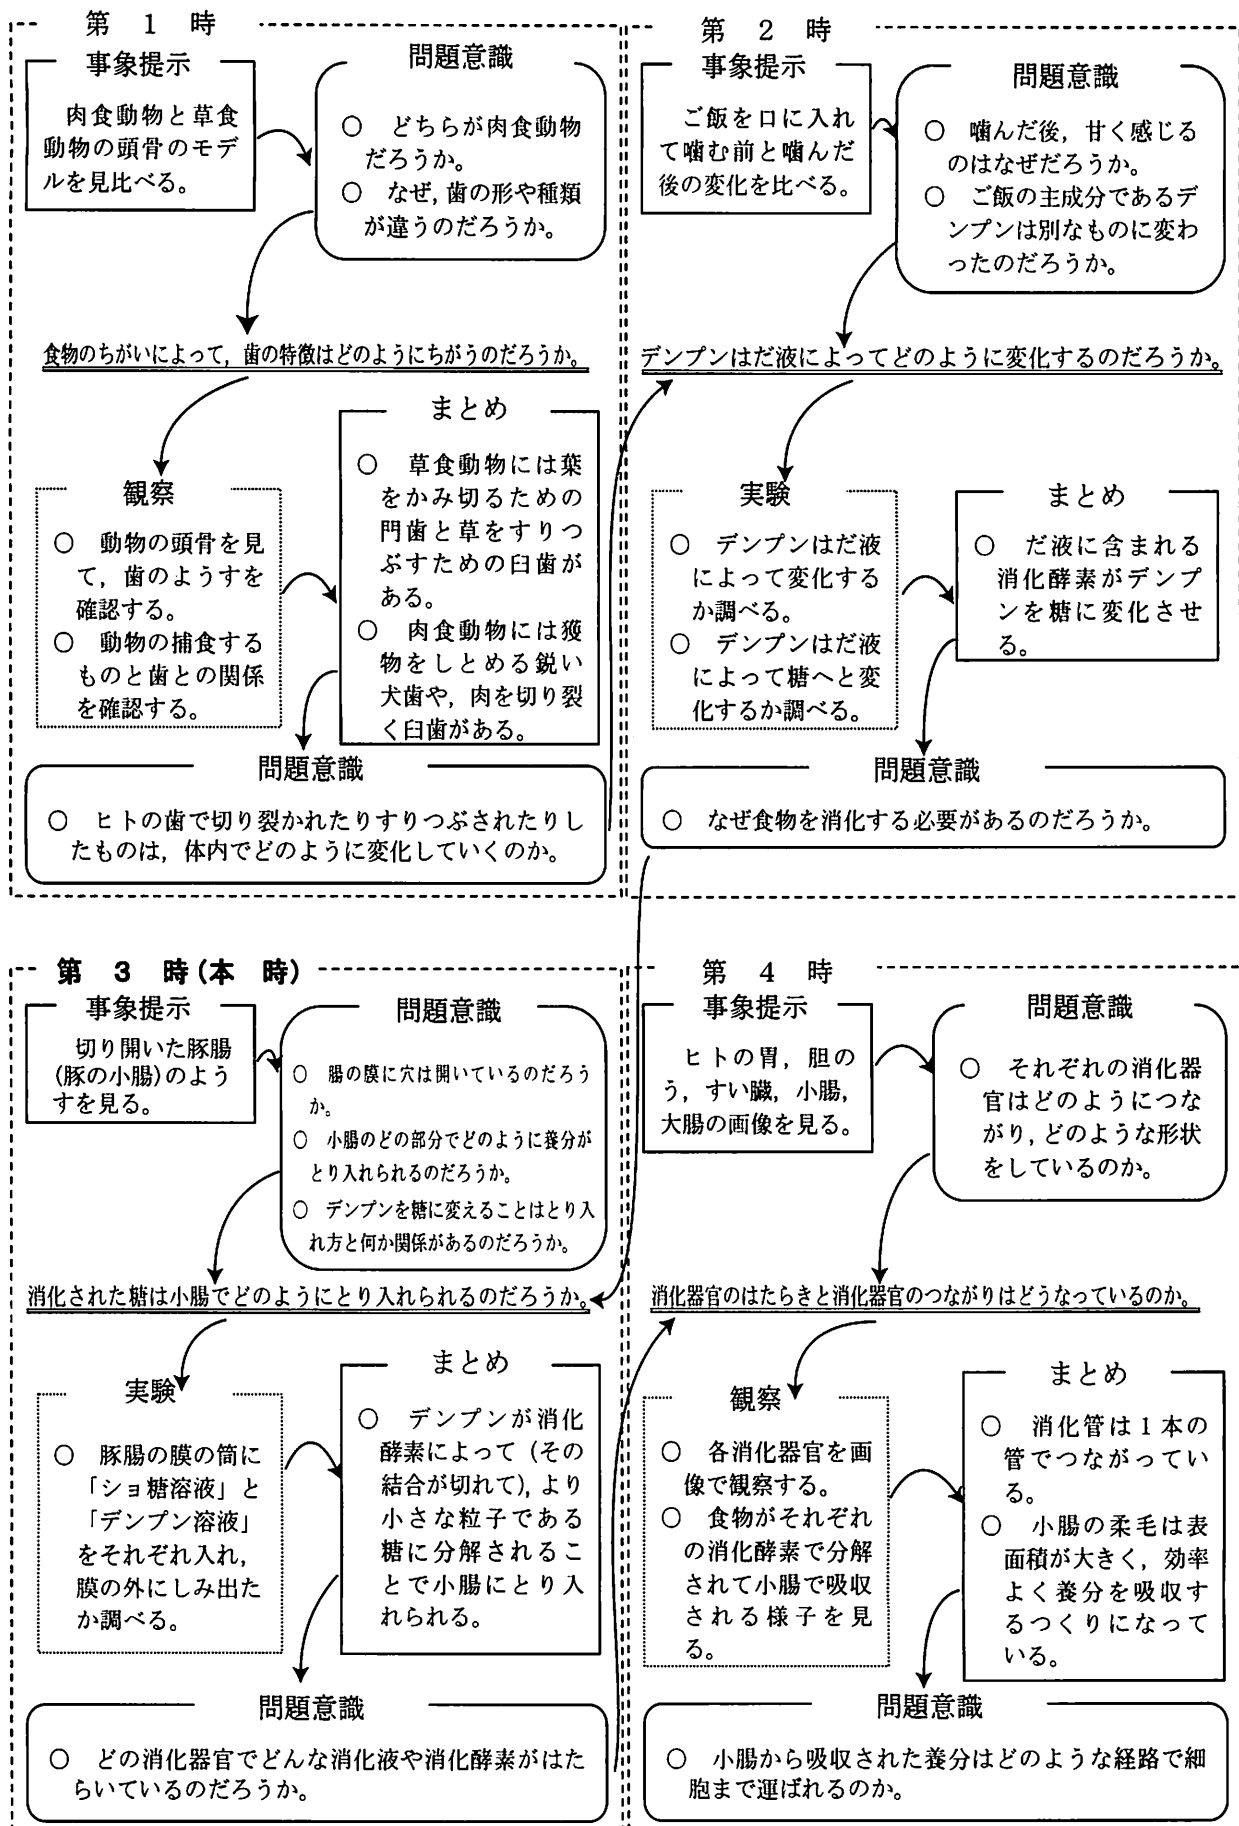 第 1 時
事象提示
肉食動物と草食
動物の頭骨のモデ
ルを見比べる。
問題意識
○ どちらが肉食動物
だろうか。
○ なぜ，歯の形や種類
が違うのだろうか。
食物のちがいによって，歯の特徴はどのようにちがうのだろうか。
観察
○ 動物の頭骨を見
て，歯のようすを
確認する。
○ 動物の捕食する
ものと歯との関係
を確認する。
まとめ
○ 草食動物には葉
をかみ切るための
門歯と草をすりつ
ぶすための臼歯が
ある。
○ 肉食動物には獲
物をしとめる鋭い
犬歯や，肉を切り裂
く臼歯がある。
問題意識
○ ヒトの歯で切り裂かれたりすりつぶされたりし
たものは，体内でどのように変化していくのか。
第 2 時
事象提示
ご飯を口に入れ
て噛む前と噛んだ
後の変化を比べる。
問題意識
○ 噛んだ後，甘く感じる
のはなぜだろうか。
○ ご飯の主成分であるデ
ンプンは別なものに変わ
ったのだろうか。
デンプンはだ液によってどのように変化するのだろうか。
実験
○ デンプンはだ液
によって変化する
か調べる。
○ デンプンはだ液
によって糖へと変
化するか調べる。
まとめ
○ だ液に含まれる
消化酵素がデンプ
ンを糖に変化させ
る。
問題意識
○ なぜ食物を消化する必要があるのだろうか。
第 3 時(本 時)
事象提示
切り開いた豚腸
(豚の小腸)のよう
すを見る。
問題意識
○ 腸の膜に穴は開いているのだろう
か。
○ 小腸のどの部分でどのように養分が
とり入れられるのだろうか。
○ デンプンを糖に変えることはとり入
れ方と何か関係があるのだろうか。
消化された糖は小腸でどのようにとり入れられるのだろうか。
実験
○ 豚腸の膜の筒に
「ショ糖溶液」と
「デンプン溶液」
をそれぞれ入れ，
膜の外にしみ出た
か調べる。
まとめ
○ デンプンが消化
酵素によって（その
結合が切れて），より
小さな粒子である
糖に分解されるこ
とで小腸にとり入
れられる。
問題意識
○ どの消化器官でどんな消化液や消化酵素がはた
らいているのだろうか。
第 4 時
事象提示
ヒトの胃，胆の
う，すい臓，小腸，
大腸の画像を見る。
問題意識
○ それぞれの消化器
官はどのようにつな
がり，どのような形状
をしているのか。
消化器官のはたらきと消化器官のつながりはどうなっているのか。
観察
○ 各消化器官を画
像で観察する。
○ 食物がそれぞれ
の消化酵素で分解
されて小腸で吸収
される様子を見
る。
まとめ
○ 消化管は１本の
管でつながってい
る。
○ 小腸の柔毛は表
面積が大きく，効率
よく養分を吸収す
るつくりになって
いる。
問題意識
○ 小腸から吸収された養分はどのような経路で細
胞まで運ばれるのか。